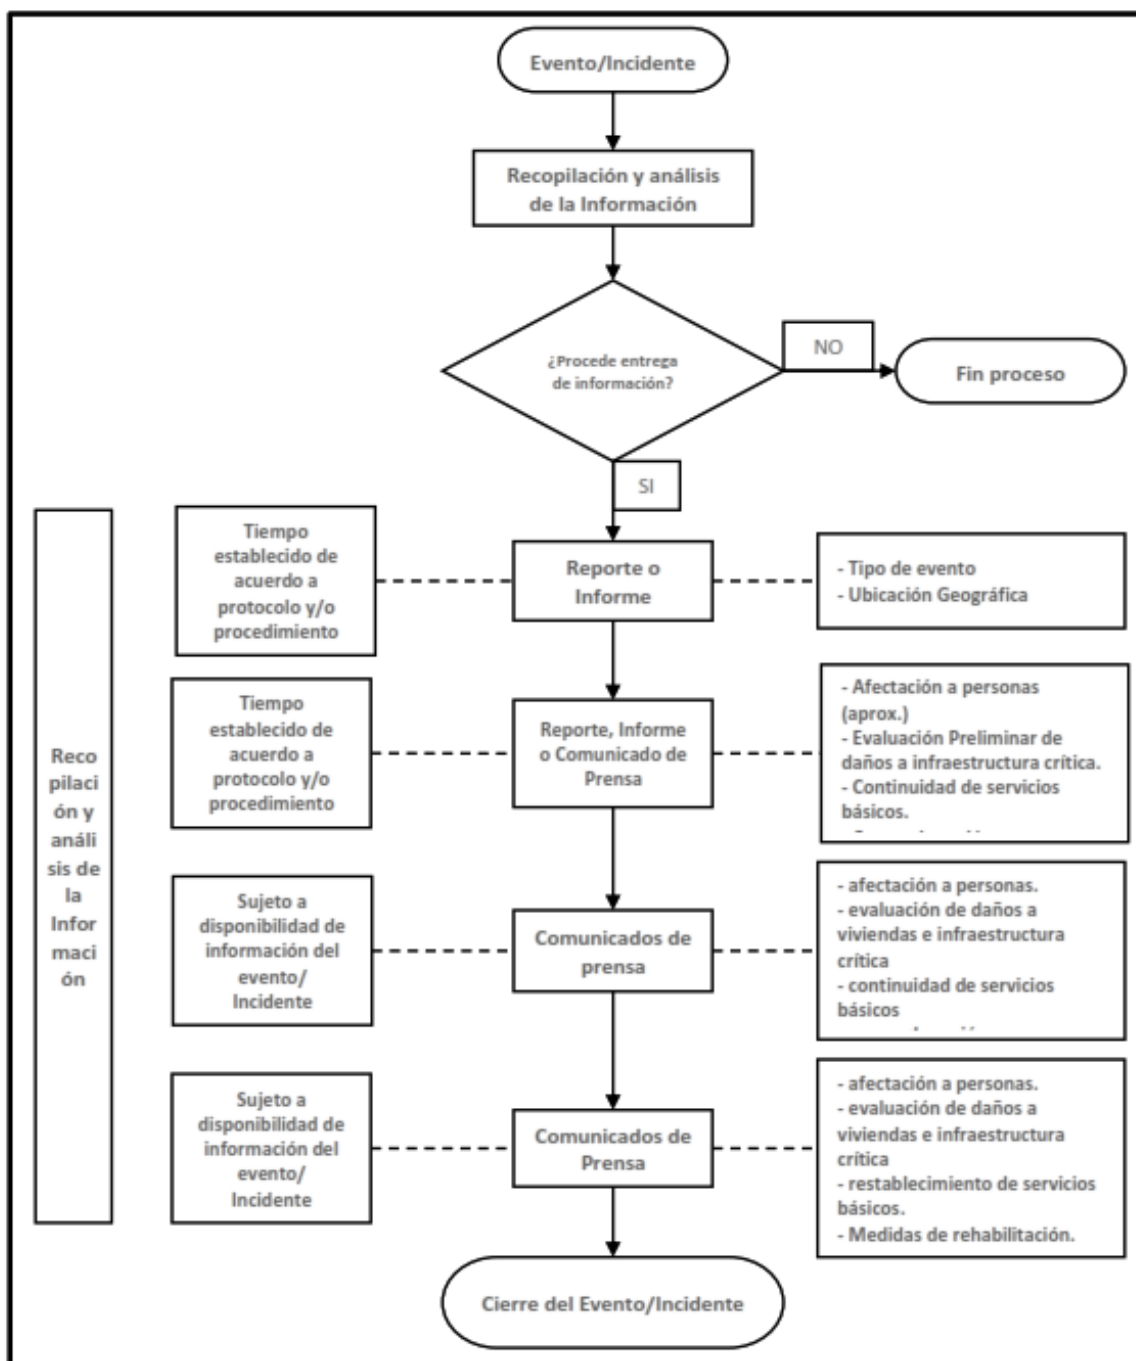 Evento/Incidente
Recopilación y análisis
de la Información
¿Procede entrega
de información?
NO
Fin proceso
SI
Reco
pilaci
ón y
análi
sis de
la
Infor
maci
ón
Tiempo
establecido de
acuerdo a
protocolo y/o
procedimiento
Reporte o
Informe
- Tipo de evento
- Ubicación Geográfica
Tiempo
establecido de
acuerdo a
protocolo y/o
procedimiento
Reporte, Informe
o Comunicado de
Prensa
- Afectación a personas
(aprox.)
- Evaluación Preliminar de
daños a infraestructura crítica.
- Continuidad de servicios
básicos.
Sujeto a
disponibilidad de
información del
evento/
Incidente
Comunicados de
prensa
- afectación a personas.
- evaluación de daños a
viviendas e infraestructura
crítica
- continuidad de servicios
básicos
Sujeto a
disponibilidad de
información del
evento/
Incidente
Comunicados de
Prensa
- afectación a personas.
- evaluación de daños a
viviendas e infraestructura
crítica
- restablecimiento de servicios
básicos.
- Medidas de rehabilitación.
Cierre del Evento/Incidente